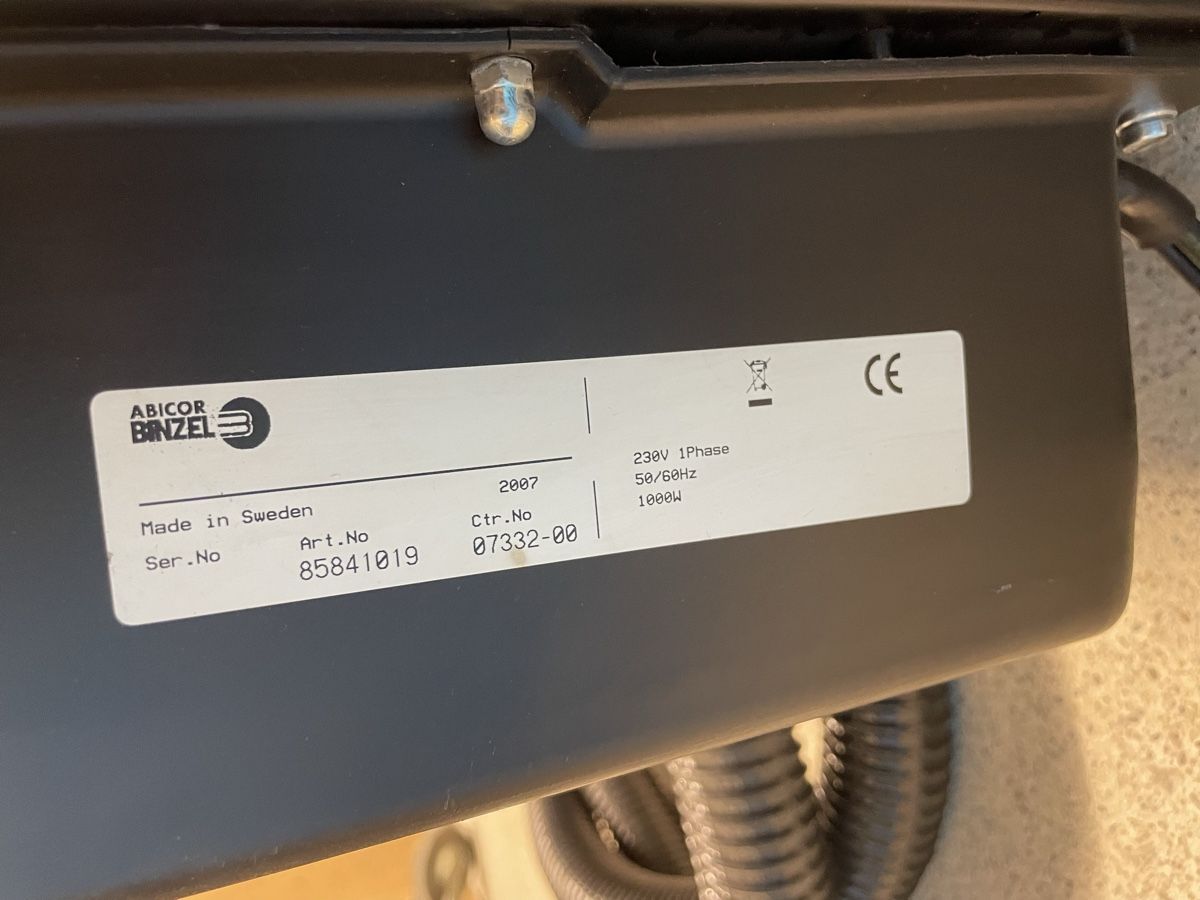 ABICOR
BINZEL
2007
Made in Sweden
Ser.No Art.No Ctr.No
85841019 07332-00
230V 1Phase
50/60Hz
1000W
CE